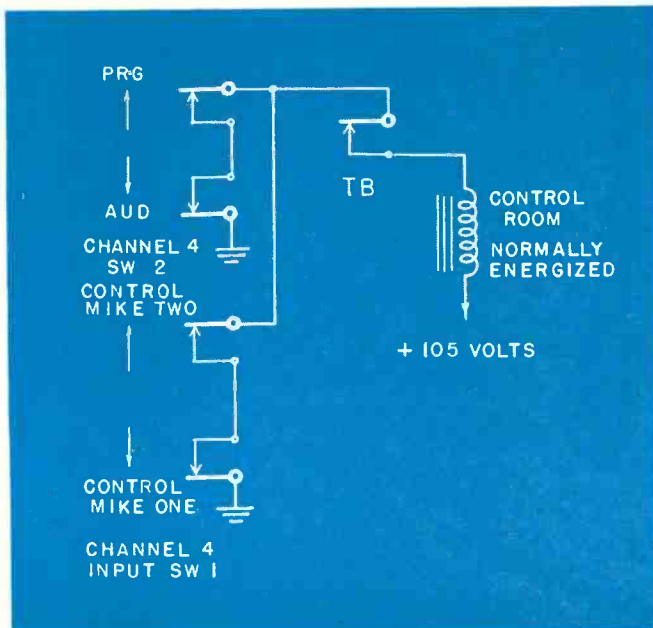 PRG
AUD
CHANNEL 4
SW 2
CONTROL
MIKE TWO
CONTROL
MIKE ONE
CHANNEL 4
INPUT SW 1
TB
CONTROL
ROOM
NORMALLY
ENERGIZED
+ 105 VOLTS